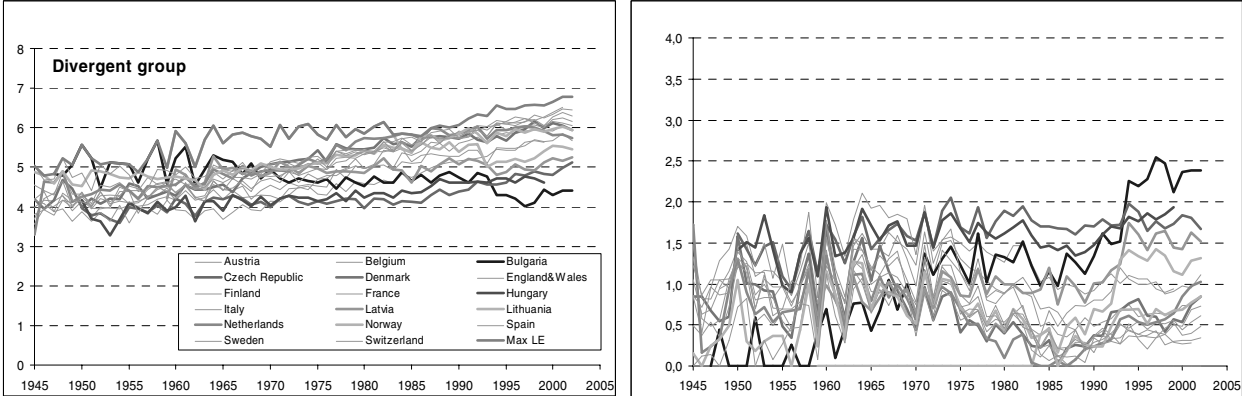 8
Divergent group
7
6
5
4
3
2
1
0
Austria Belgium Bulgaria
Czech Republic Denmark England&Wales
Finland France Hungary
Italy Latvia Lithuania
Netherlands Norway Spain
Sweden Switzerland Max LE
1945 1950 1955 1960 1965 1970 1975 1980 1985 1990 1995 2000 2005
4,0
3,5
3,0
2,5
2,0
1,5
1,0
0,5
0,0
1945 1950 1955 1960 1965 1970 1975 1980 1985 1990 1995 2000 2005